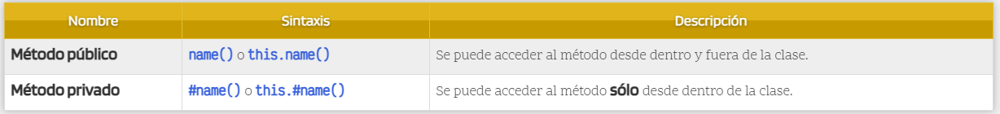 Nombre Sintaxis Descripción
Método público name() o this.name() Se puede acceder al método desde dentro y fuera de la clase.
Método privado #name() o this.#name() Se puede acceder al método sólo desde dentro de la clase.